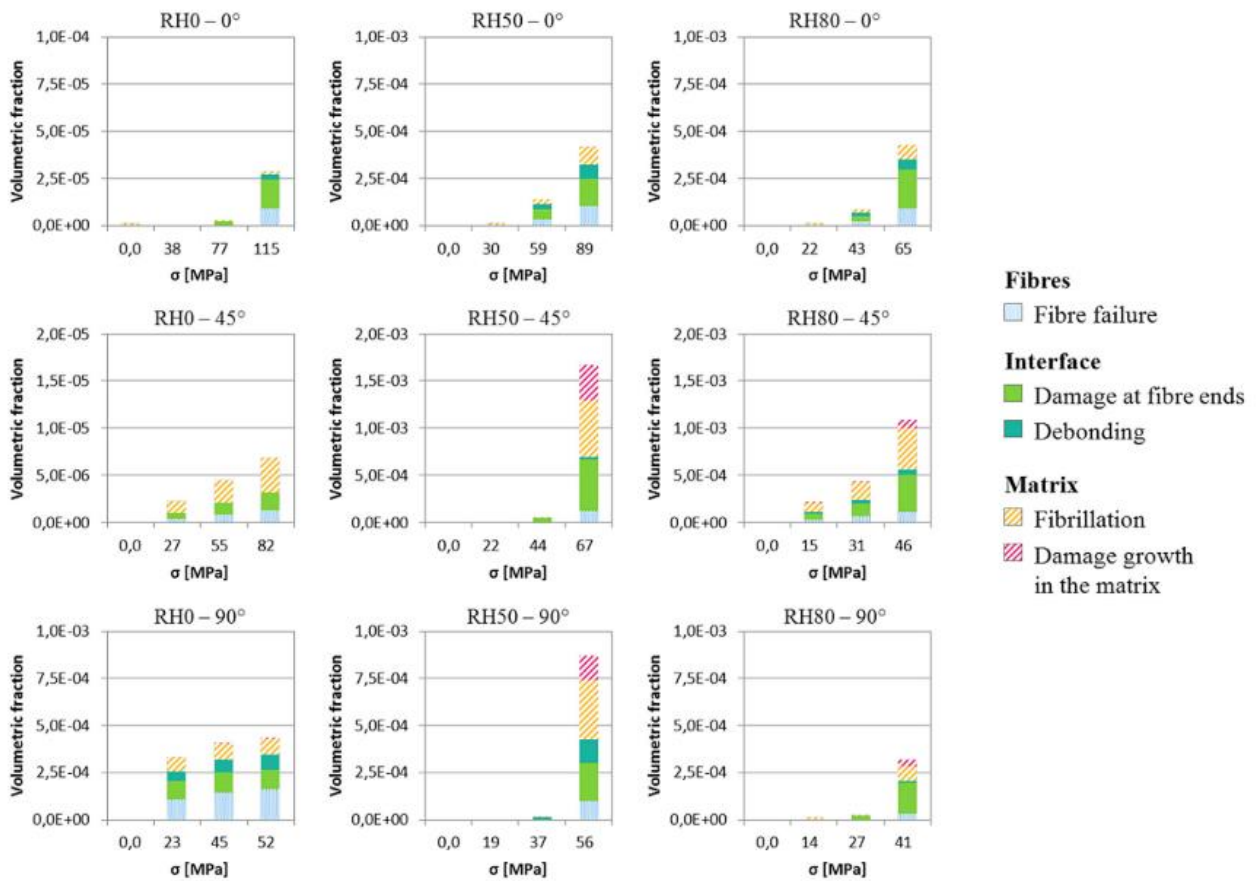 RH0 – 0°
Volumetric fraction
1,0E-04
7,5E-05
5,0E-05
2,5E-05
0,0E+00
0,0 38 77 115
σ [MPa]
RH50 – 0°
Volumetric fraction
1,0E-03
7,5E-04
5,0E-04
2,5E-04
0,0E+00
0,0 30 59 89
σ [MPa]
RH80 – 0°
Volumetric fraction
1,0E-03
7,5E-04
5,0E-04
2,5E-04
0,0E+00
0,0 22 43 65
σ [MPa]
RH0 – 45°
Volumetric fraction
2,0E-05
1,5E-05
1,0E-05
5,0E-06
0,0E+00
0,0 27 55 82
σ [MPa]
RH50 – 45°
Volumetric fraction
2,0E-03
1,5E-03
1,0E-03
5,0E-04
0,0E+00
0,0 22 44 67
σ [MPa]
RH80 – 45°
Volumetric fraction
2,0E-03
1,5E-03
1,0E-03
5,0E-04
0,0E+00
0,0 15 31 46
σ [MPa]
RH0 – 90°
Volumetric fraction
1,0E-03
7,5E-04
5,0E-04
2,5E-04
0,0E+00
0,0 23 45 52
σ [MPa]
RH50 – 90°
Volumetric fraction
1,0E-03
7,5E-04
5,0E-04
2,5E-04
0,0E+00
0,0 19 37 56
σ [MPa]
RH80 – 90°
Volumetric fraction
1,0E-03
7,5E-04
5,0E-04
2,5E-04
0,0E+00
0,0 14 27 41
σ [MPa]
Fibres
Fibre failure
Interface
Damage at fibre ends
Debonding
Matrix
Fibrillation
Damage growth
in the matrix